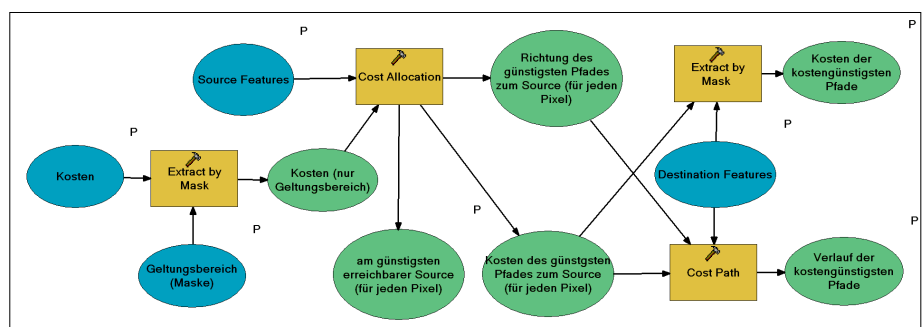 P
P
Source Features
Cost Allocation
Richtung des
günstigsten Pfades
zum Source (für jeden
Pixel)
Extract by
Mask
Kosten der
kostengünstigsten
Pfade
P
P
Kosten
Extract by
Mask
Kosten (nur
Geltungsbereich)
Destination Features
P
P
P
Geltungsbereich
(Maske)
am günstigsten
erreichbarer Source
(für jeden Pixel)
Kosten des günstgsten
Pfades zum Source
(für jeden Pixel)
Cost Path
Verlauf der
kostengünstigsten
Pfade